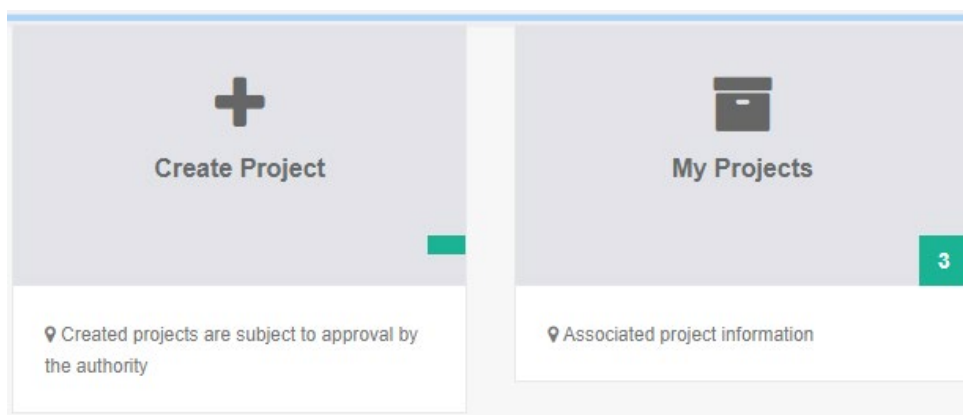 Create Project
My Projects
3
Created projects are subject to approval by
the authority
Associated project information